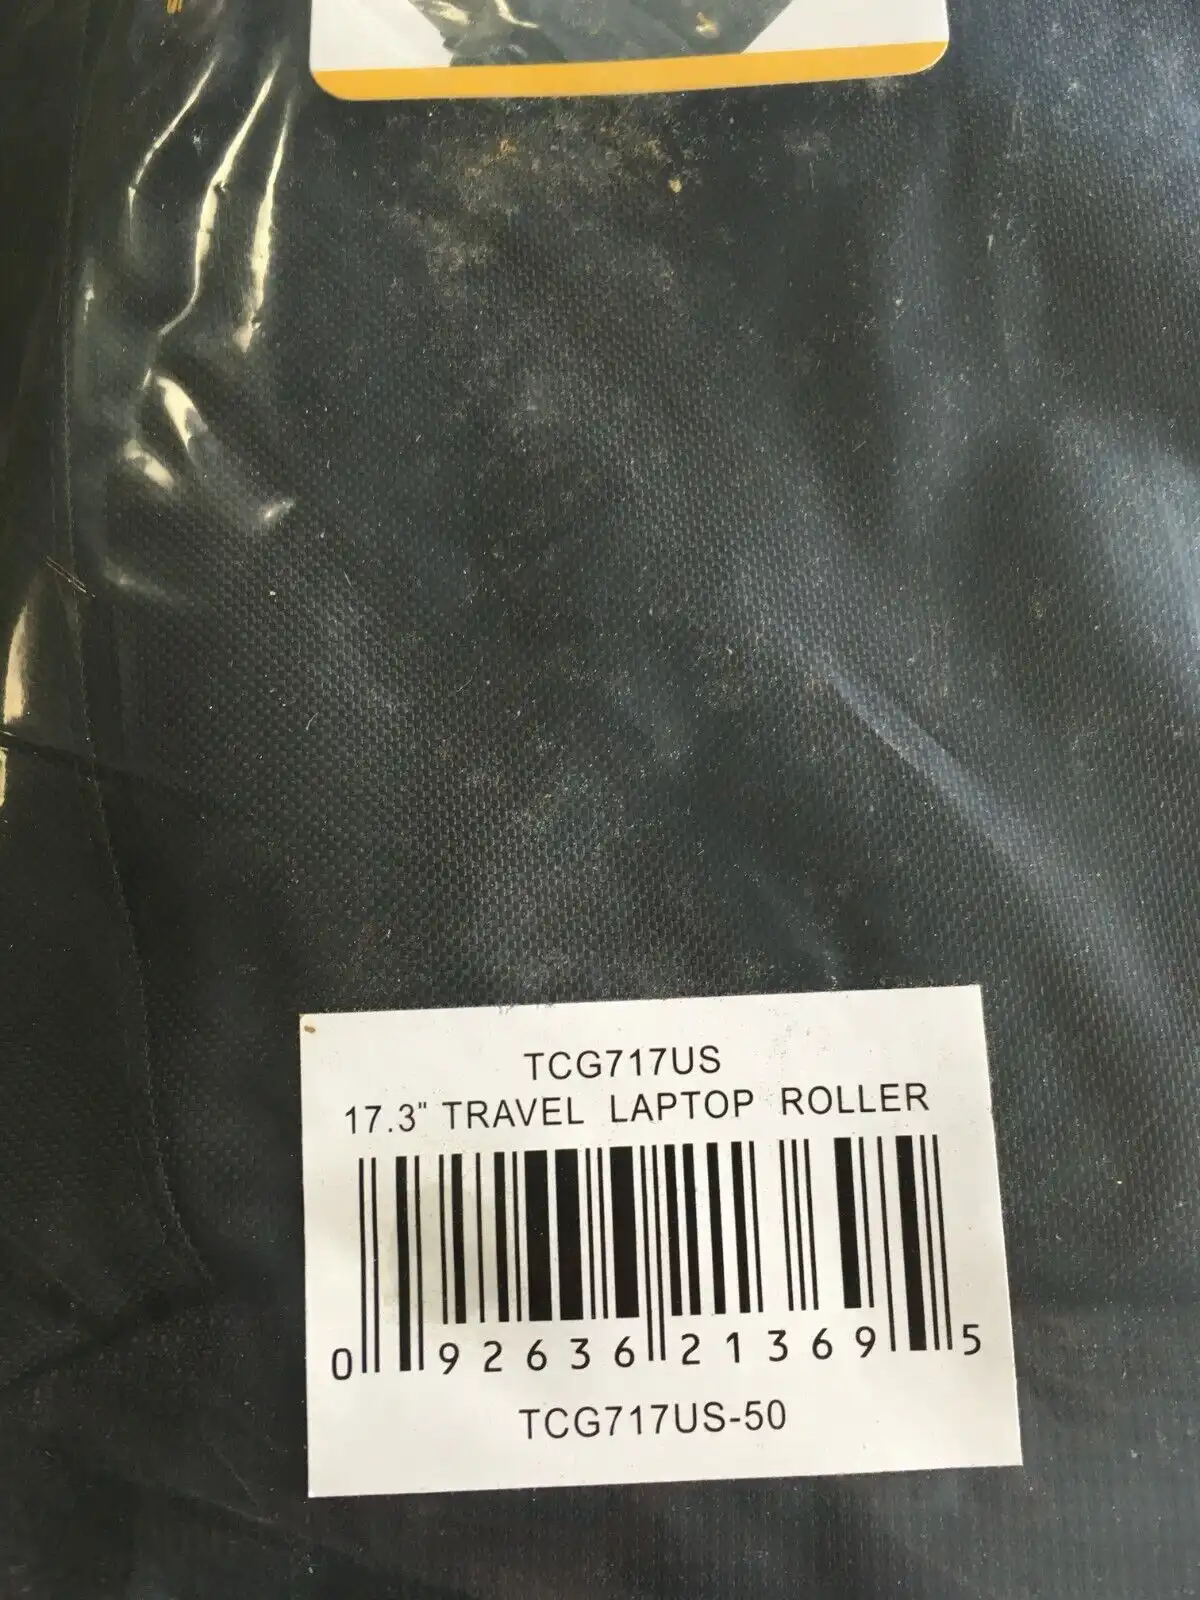 TCG717US
17.3" TRAVEL LAPTOP ROLLER
0 92636 21369 5
TCG717US-50